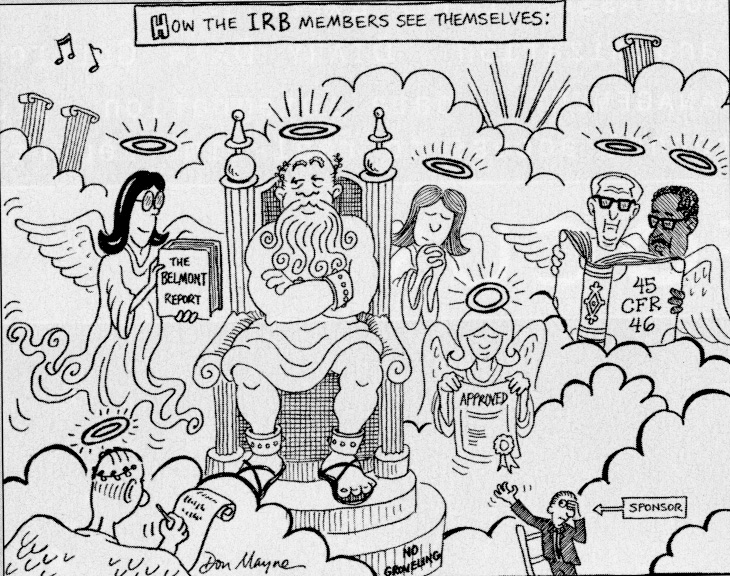 HOW THE IRB MEMBERS SEE THEMSELVES:
THE
BELMONT
REPORT
45
CFR
46
APPROVED
SPONSOR
NO
GROVELING
Don Mayne